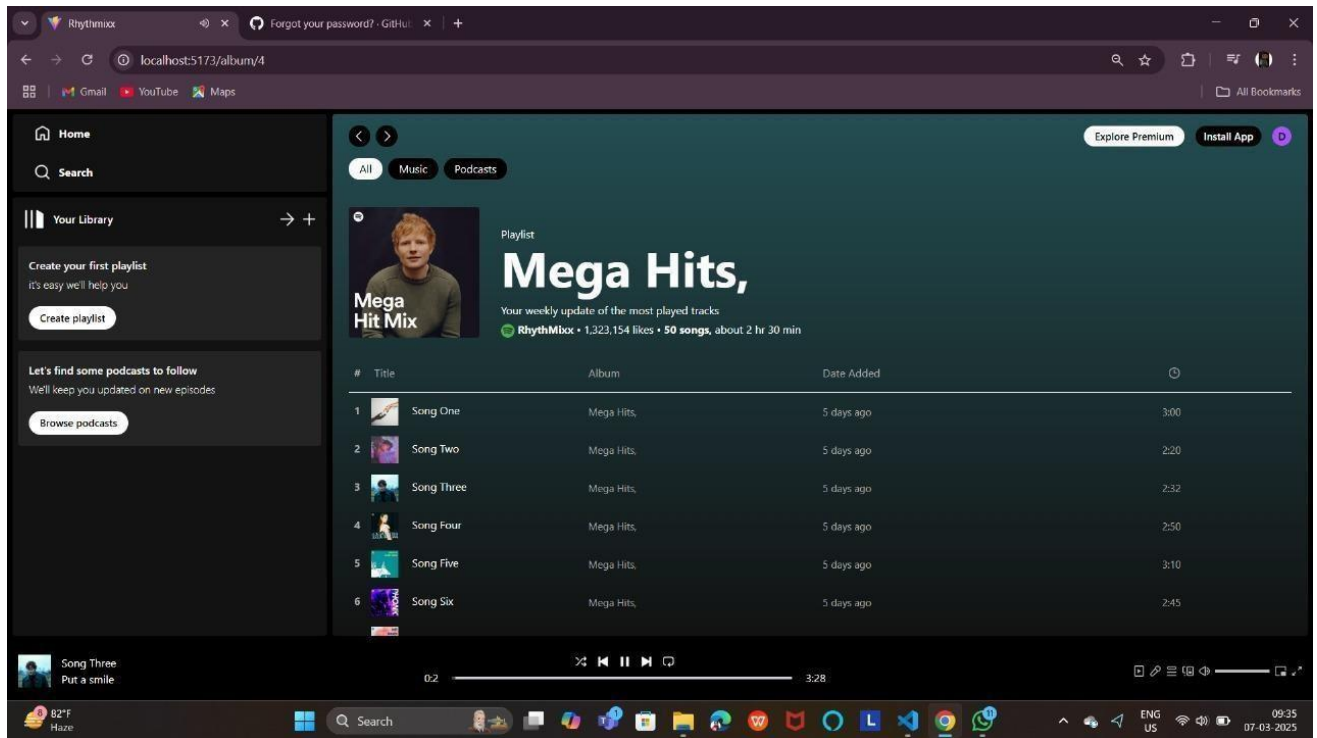 Rhythmixx
Forgot your password? · GitHub
localhost:5173/album/4
Gmail YouTube Maps
All Bookmarks
Home
Search
Your Library
Create your first playlist
it's easy we'll help you
Create playlist
Let's find some podcasts to follow
We'll keep you updated on new episodes
Browse podcasts
Explore Premium Install App D
All Music Podcasts
Mega
Hit Mix
Playlist
Mega Hits,
Your weekly update of the most played tracks
RhythMixx • 1,323,154 likes • 50 songs, about 2 hr 30 min
# Title Album Date Added
1 Song One Mega Hits, 5 days ago 3:00
2 Song Two Mega Hits, 5 days ago 2:20
3 Song Three Mega Hits, 5 days ago 2:32
4 Song Four Mega Hits, 5 days ago 2:50
5 Song Five Mega Hits, 5 days ago 3:10
6 Song Six Mega Hits, 5 days ago 2:45
Song Three
Put a smile
0:2 3:28
82°F
Haze
Search
ENG
US
09:35
07-03-2025